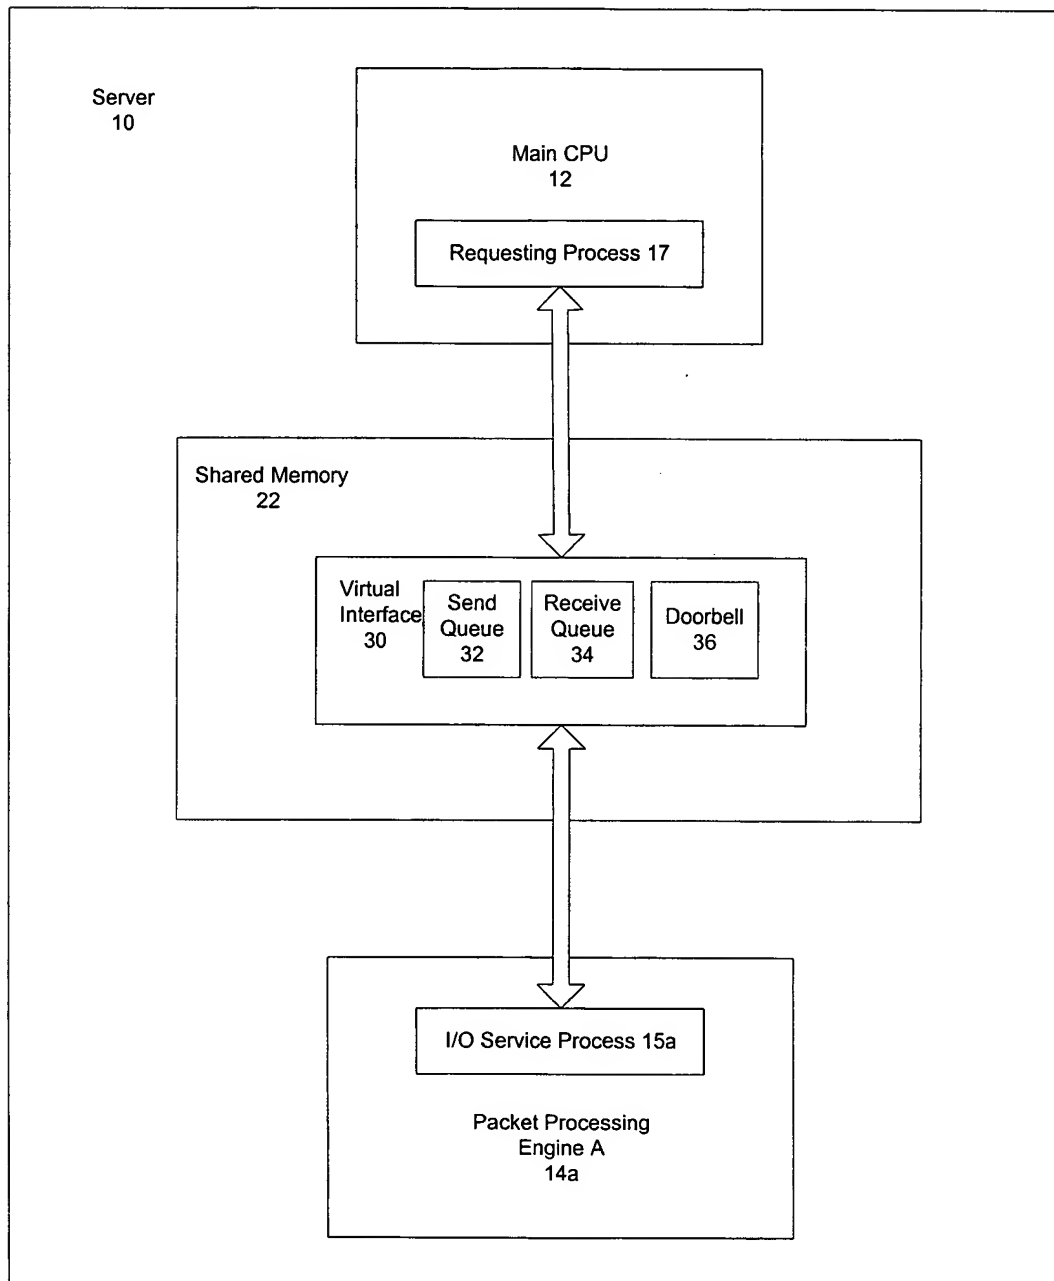 Server
10
Main CPU
12
Requesting Process 17
Shared Memory
22
Virtual
Interface
30
Send
Queue
32
Receive
Queue
34
Doorbell
36
I/O Service Process 15a
Packet Processing
Engine A
14a